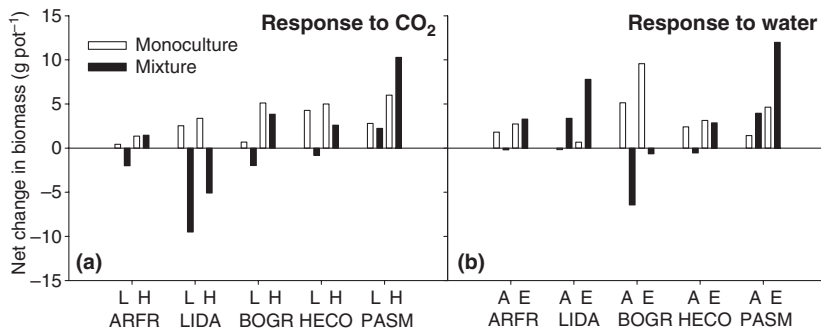 Net change in biomass (g pot⁻¹)
15
10
5
0
−5
−10
−15
Response to CO₂
Monoculture
Mixture
(a)
L H L H L H L H L H
ARFR LIDA BOGR HECO PASM
Response to water
(b)
A E A E A E A E A E
ARFR LIDA BOGR HECO PASM